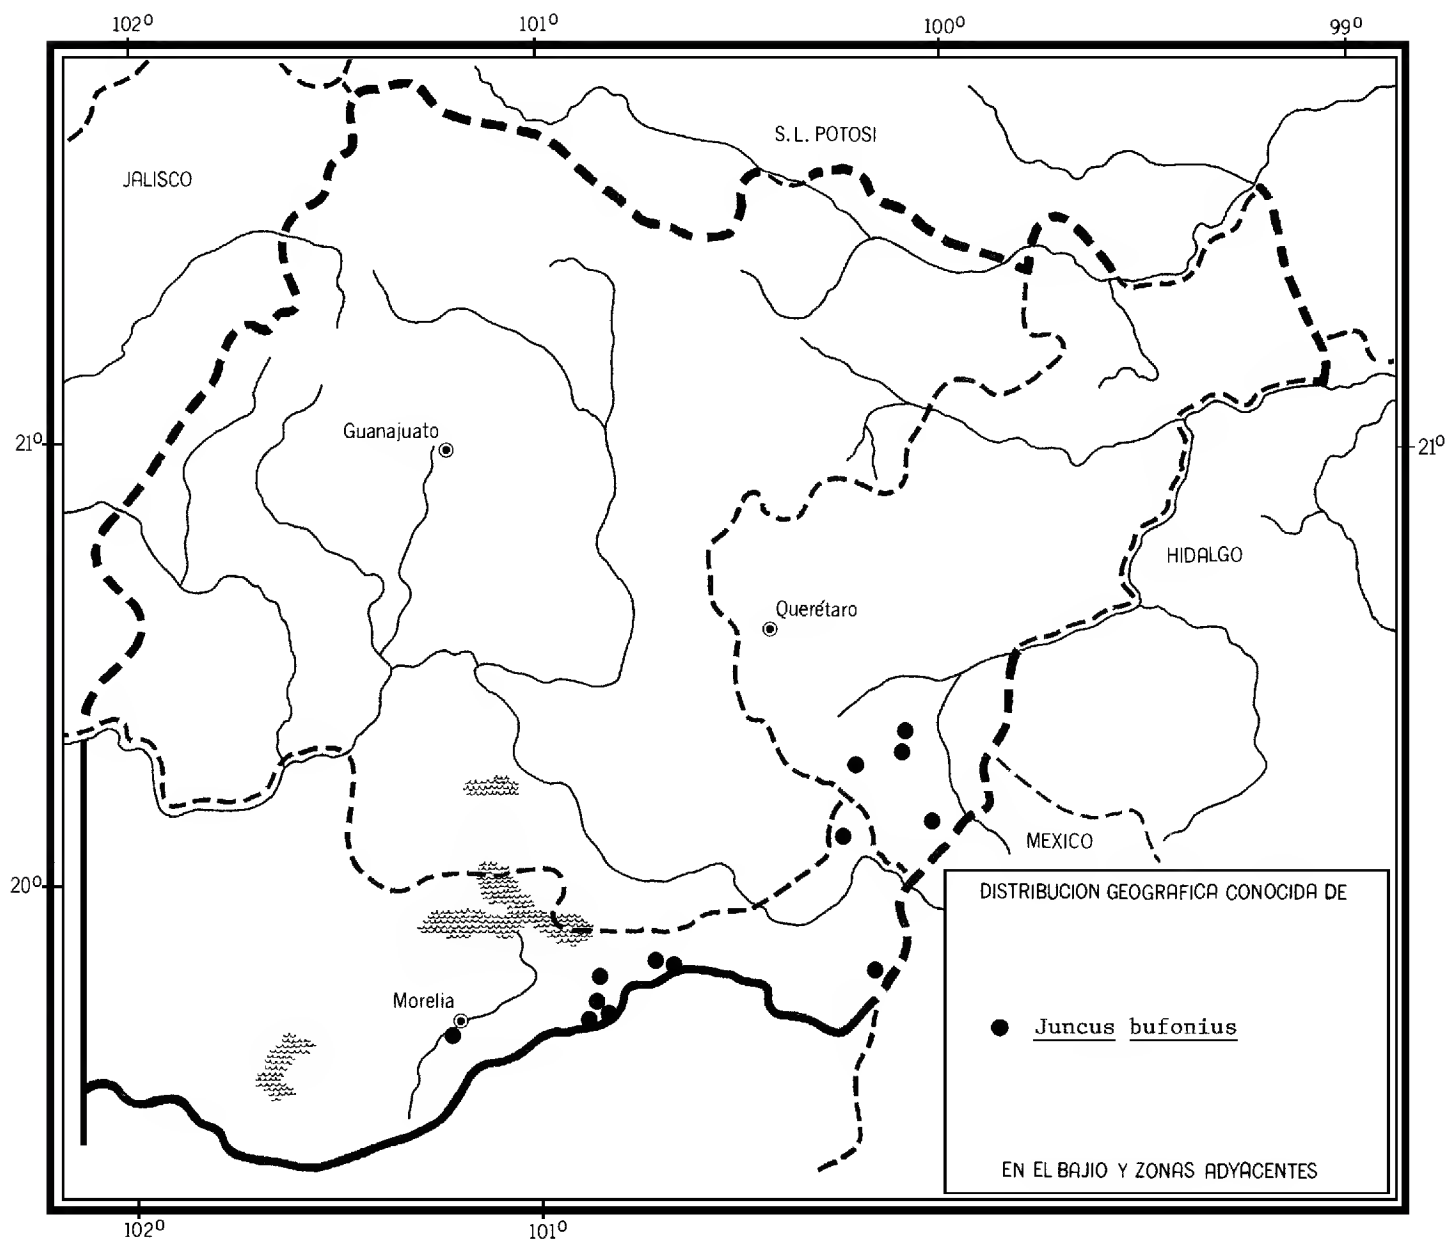 102º 101º 100º 99º
S.L. POTOSI
JALISCO
Guanajuato
21º 21º
HIDALGO
Querétaro
MEXICO
20º
DISTRIBUCION GEOGRAFICA CONOCIDA DE
Morelia
Juncus bufonius
EN EL BAJIO Y ZONAS ADYACENTES
102º 101º